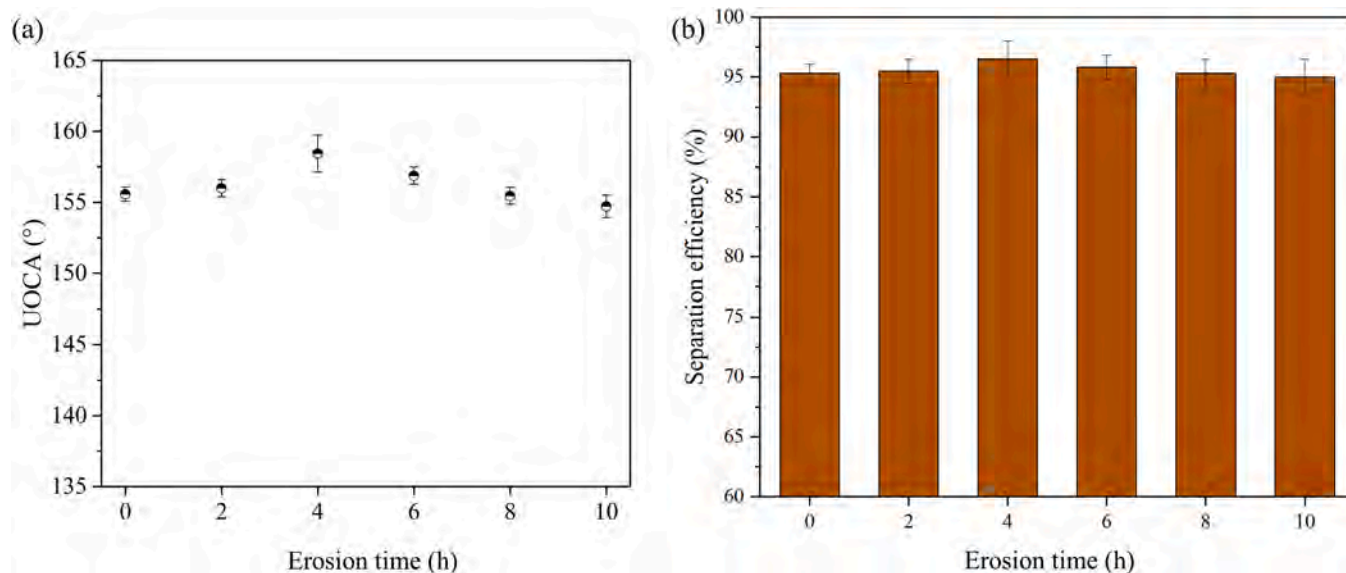 (a)
165
160
155
150
145
140
135
UOCA (°)
0 2 4 6 8 10
Erosion time (h)
(b)
100
95
90
85
80
75
70
65
60
Separation efficiency (%)
0 2 4 6 8 10
Erosion time (h)